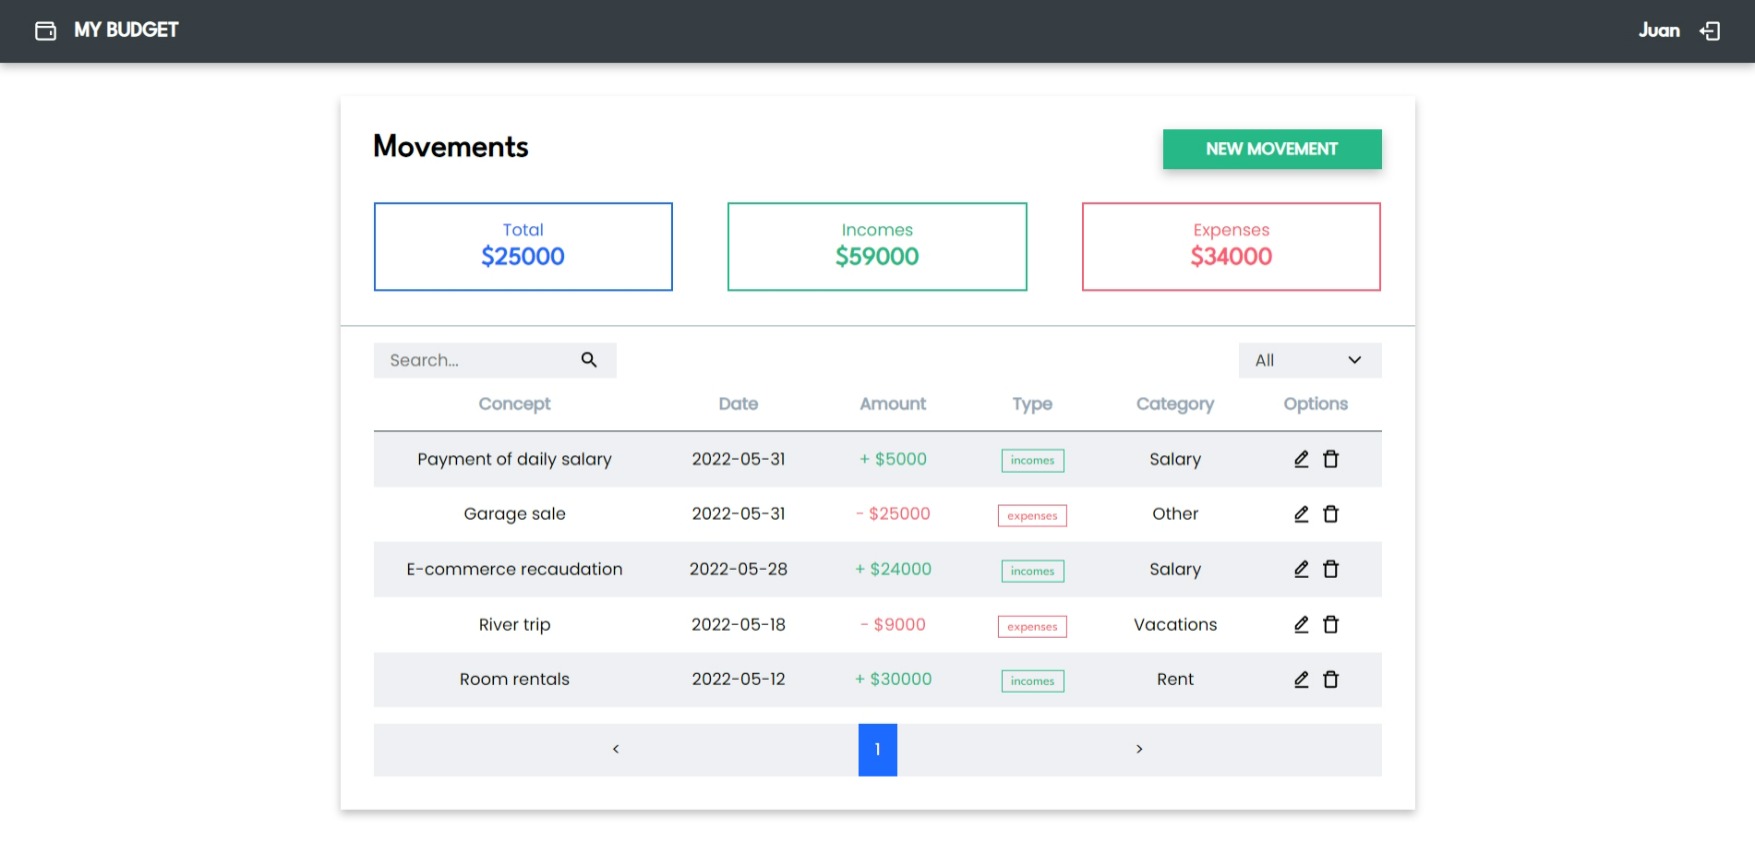 MY BUDGET
Juan
Movements
NEW MOVEMENT
Total
$25000
Incomes
$59000
Expenses
$34000
Search...
All
Concept Date Amount Type Category Options
Payment of daily salary 2022-05-31 + $5000 incomes Salary
Garage sale 2022-05-31 - $25000 expenses Other
E-commerce recaudation 2022-05-28 + $24000 incomes Salary
River trip 2022-05-18 - $9000 expenses Vacations
Room rentals 2022-05-12 + $30000 incomes Rent
< 1 >